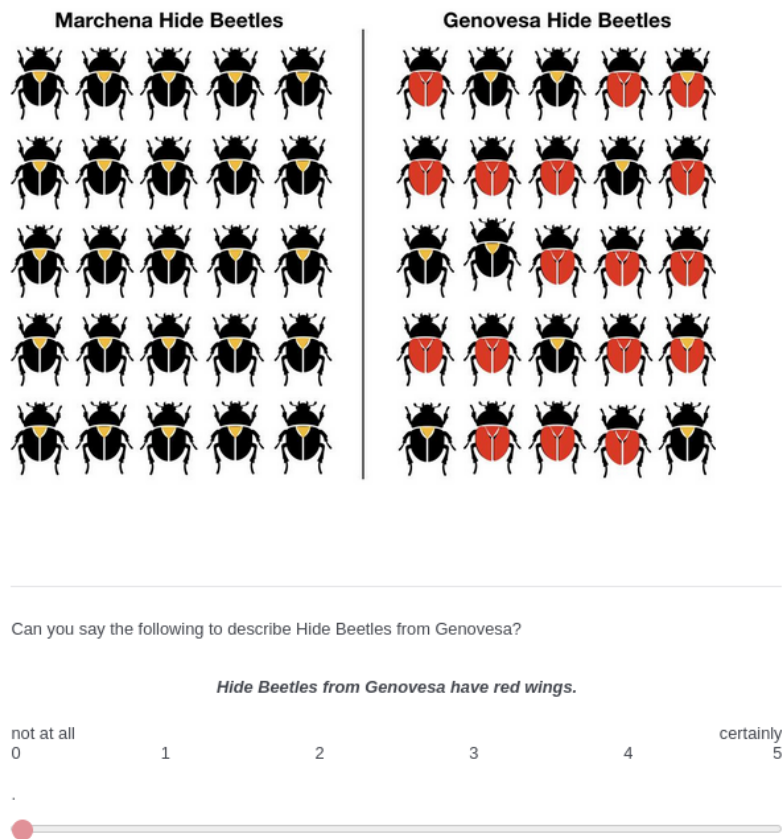 Marchena Hide Beetles
Genovesa Hide Beetles
Can you say the following to describe Hide Beetles from Genovesa?
Hide Beetles from Genovesa have red wings.
not at all certainly
0 1 2 3 4 5
.